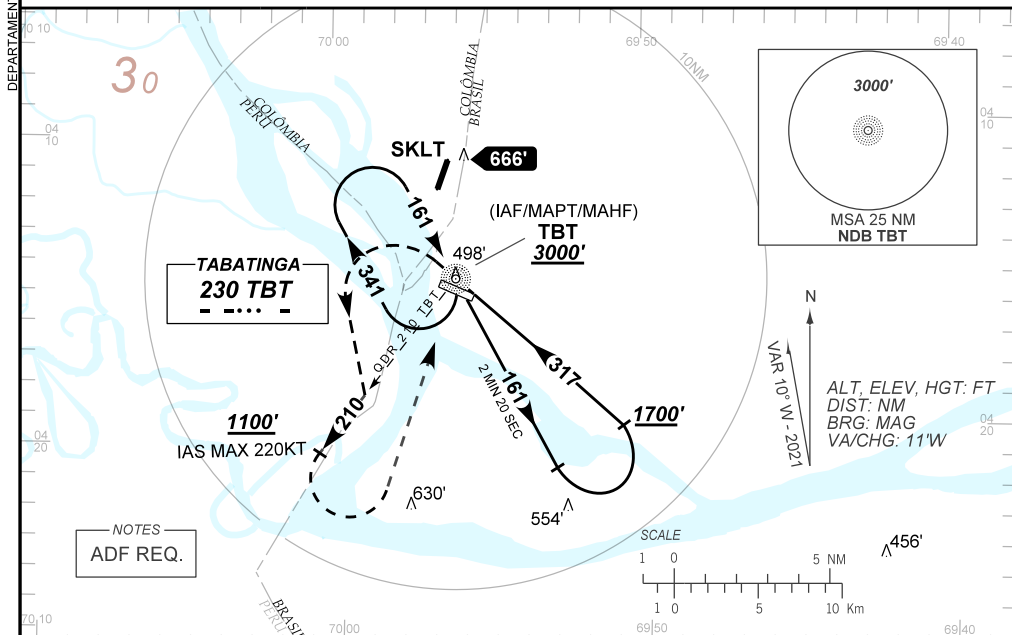 DEPARTAMEN
70 10
70 00
69 50
69 40
30
10NM
COLÔMBIA
PERU
COLÔMBIA
BRASIL
04
10
04
10
3000'
MSA 25 NM
NDB TBT
SKLT
666'
161
(IAF/MAPT/MAHF)
TBT
3000'
498'
TABATINGA
230 TBT
341
QDR 210 TBT
N
VAR 10° W - 2021
317
161
2 MIN 20 SEC
210
1100'
IAS MAX 220KT
1700'
ALT, ELEV, HGT: FT
DIST: NM
BRG: MAG
VA/CHG: 11'W
04
20
04
20
630'
554'
456'
NOTES
ADF REQ.
SCALE
1 0 5 NM
1 0 5 10 Km
BRASIL
PERU
70 10
70 00
69 50
69 40